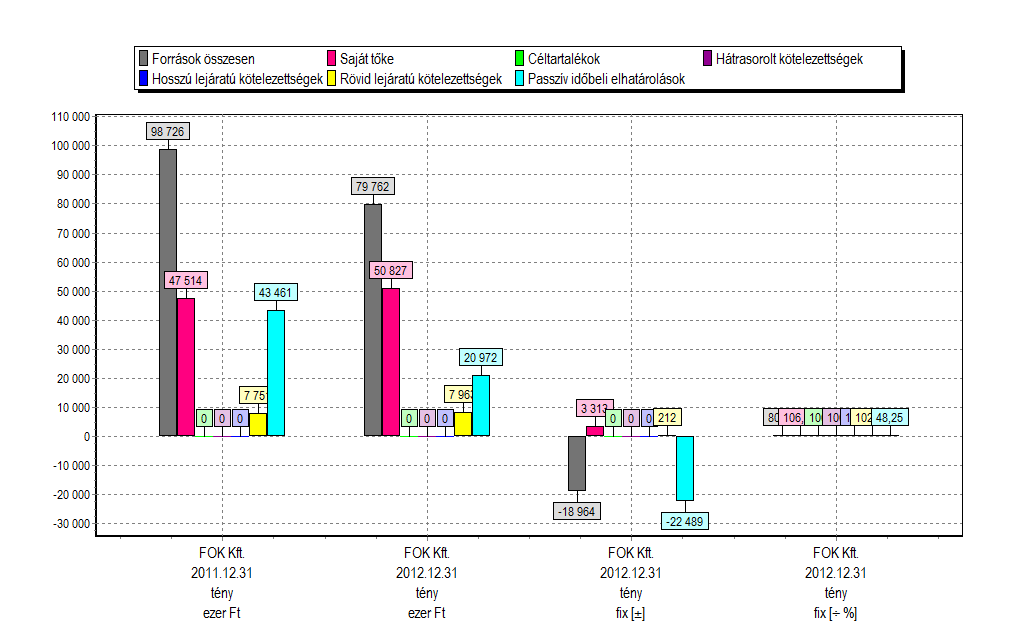 Források összesen Saját tőke Céltartalékok Hátrasorolt kötelezettségek
Hosszú lejáratú kötelezettségek Rövid lejáratú kötelezettségek Passzív időbeli elhatárolások
110 000
100 000
90 000
80 000
70 000
60 000
50 000
40 000
30 000
20 000
10 000
0
-10 000
-20 000
-30 000
98 726
47 514
0 0 0
43 461
79 762
50 827
0 0 0
20 972
-18 964
3 313
0 0 0
212
-22 489
48,25
FOK Kft. FOK Kft. FOK Kft. FOK Kft.
2011.12.31 2012.12.31 2012.12.31 2012.12.31
tény tény tény tény
ezer Ft ezer Ft fix [±] fix [÷ %]